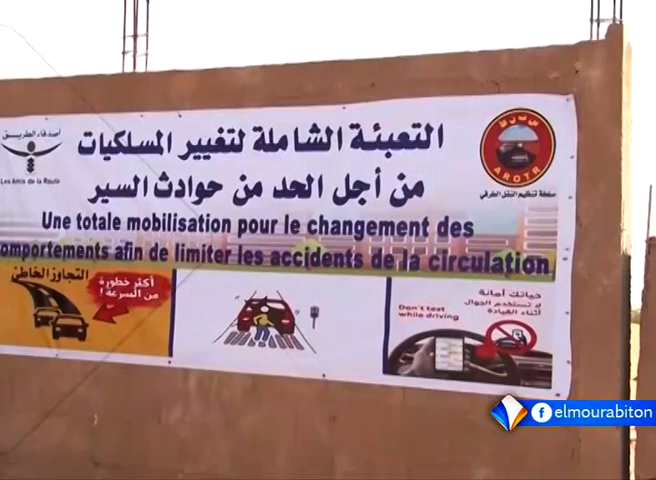 التعبئة الشاملة لتغيير المسلكيات
من أجل الحد من حوادث السير
Une totale mobilisation pour le changement des
omportements afin de limiter les accidents de la circulation
أصدقاء الطريق
Les Amis de la Route
س.ت.ن.ط
AROTR
سلطة تنظيم النقل الطرقي
التجاوز الخاطئ
أكثر خطورة
من السرعة !
حياتك أمانة
لا تستخدم الجوال
أثناء القيادة
Don't text
while driving
elmourabiton